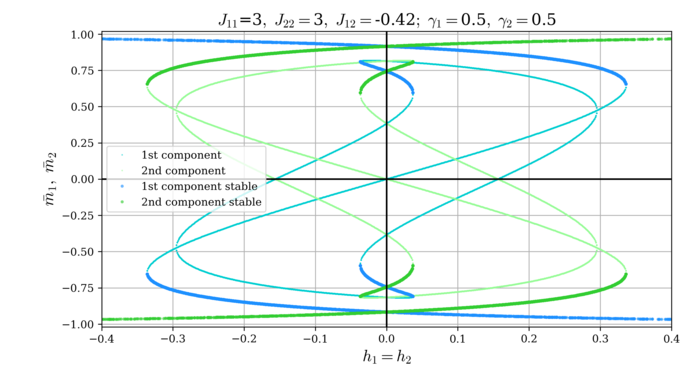 J₁₁=3, J₂₂=3, J₁₂=-0.42; γ₁=0.5, γ₂=0.5
m̄₁, m̄₂
1.00
0.75
0.50
0.25
0.00
−0.25
−0.50
−0.75
−1.00
1st component
2nd component
1st component stable
2nd component stable
−0.4
−0.3
−0.2
−0.1
0.0
0.1
0.2
0.3
0.4
h₁ = h₂